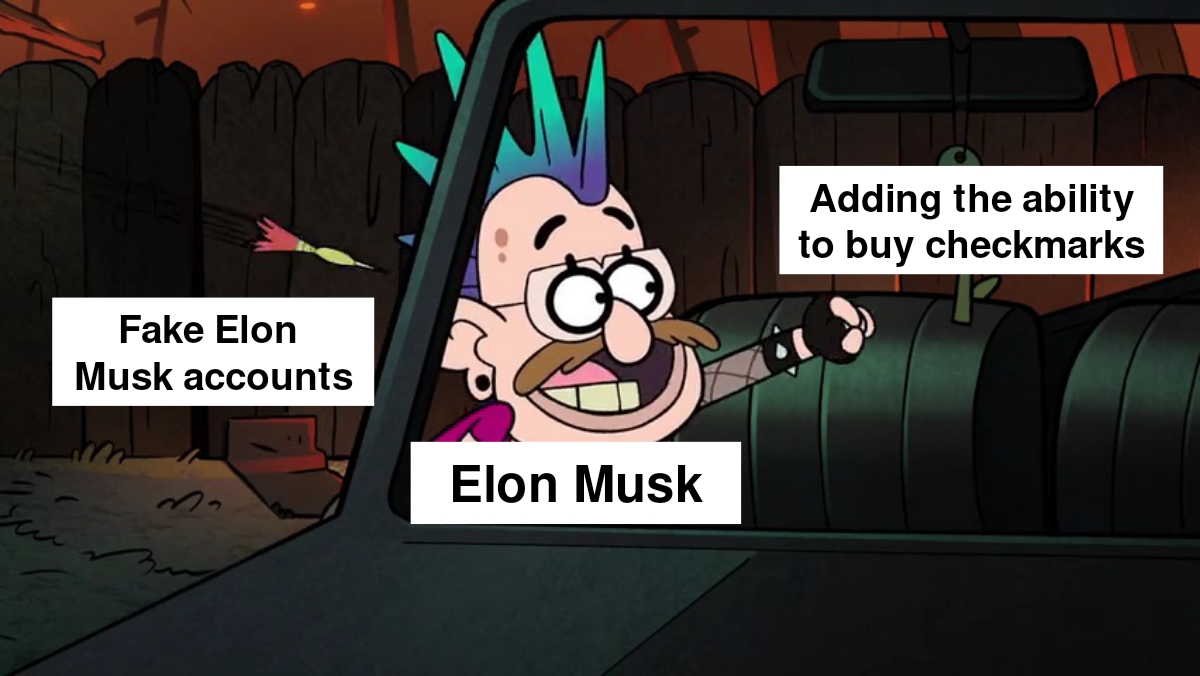 Adding the ability
to buy checkmarks
Fake Elon
Musk accounts
Elon Musk